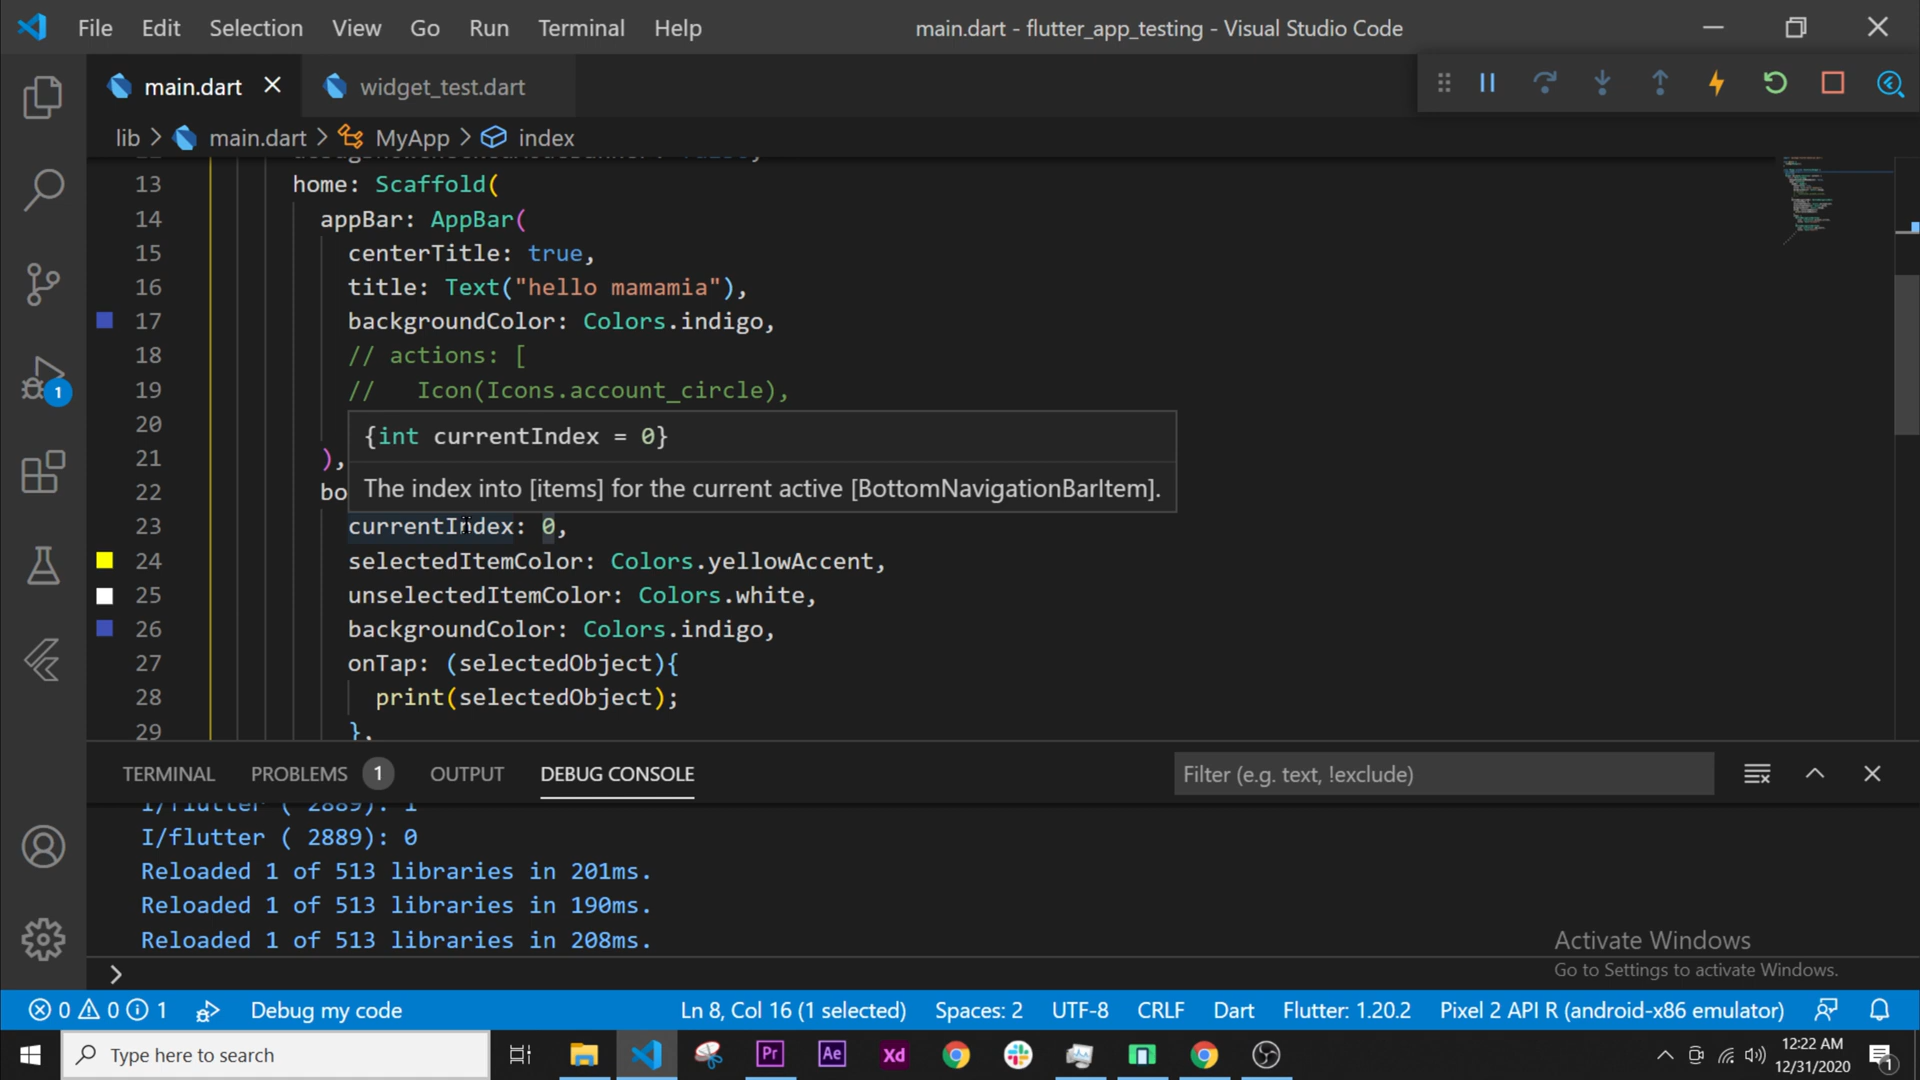 File Edit Selection View Go Run Terminal Help main.dart - flutter_app_testing - Visual Studio Code
main.dart widget_test.dart
lib > main.dart > MyApp > index
13 home: Scaffold(
14 appBar: AppBar(
15 centerTitle: true,
16 title: Text("hello mamamia"),
17 backgroundColor: Colors.indigo,
18 // actions: [
19 // Icon(Icons.account_circle),
20
{int currentIndex = 0}
21 ),
The index into [items] for the current active [BottomNavigationBarItem].
22 bo
23 currentIndex: 0,
24 selectedItemColor: Colors.yellowAccent,
25 unselectedItemColor: Colors.white,
26 backgroundColor: Colors.indigo,
27 onTap: (selectedObject){
28 print(selectedObject);
29 },
TERMINAL PROBLEMS 1 OUTPUT DEBUG CONSOLE Filter (e.g. text, !exclude)
I/flutter ( 2889): 1
I/flutter ( 2889): 0
Reloaded 1 of 513 libraries in 201ms.
Reloaded 1 of 513 libraries in 190ms.
Reloaded 1 of 513 libraries in 208ms.
Activate Windows
Go to Settings to activate Windows.
0 0 1 Debug my code Ln 8, Col 16 (1 selected) Spaces: 2 UTF-8 CRLF Dart Flutter: 1.20.2 Pixel 2 API R (android-x86 emulator)
Type here to search Pr Ae Xd 12:22 AM
12/31/2020 1
1